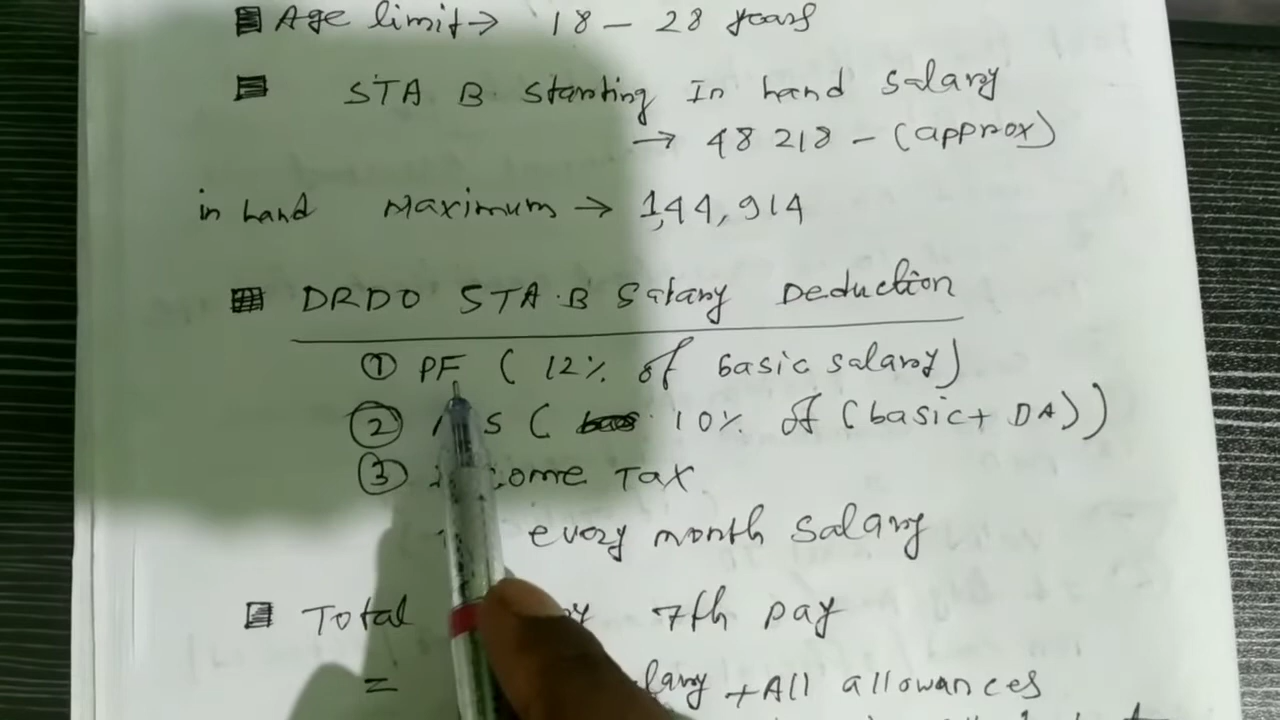 Age limit → 18 - 28 years
STA B Starting In hand Salary
→ 48 218 - (approx)
in hand Maximum → 1,44,914
DRDO STA.B Salary Deduction
① PF ( 12% of basic salary)
② S ( 10% of (basic + DA))
③ come Tax
every month salary
Total 7th pay
= + All allowances